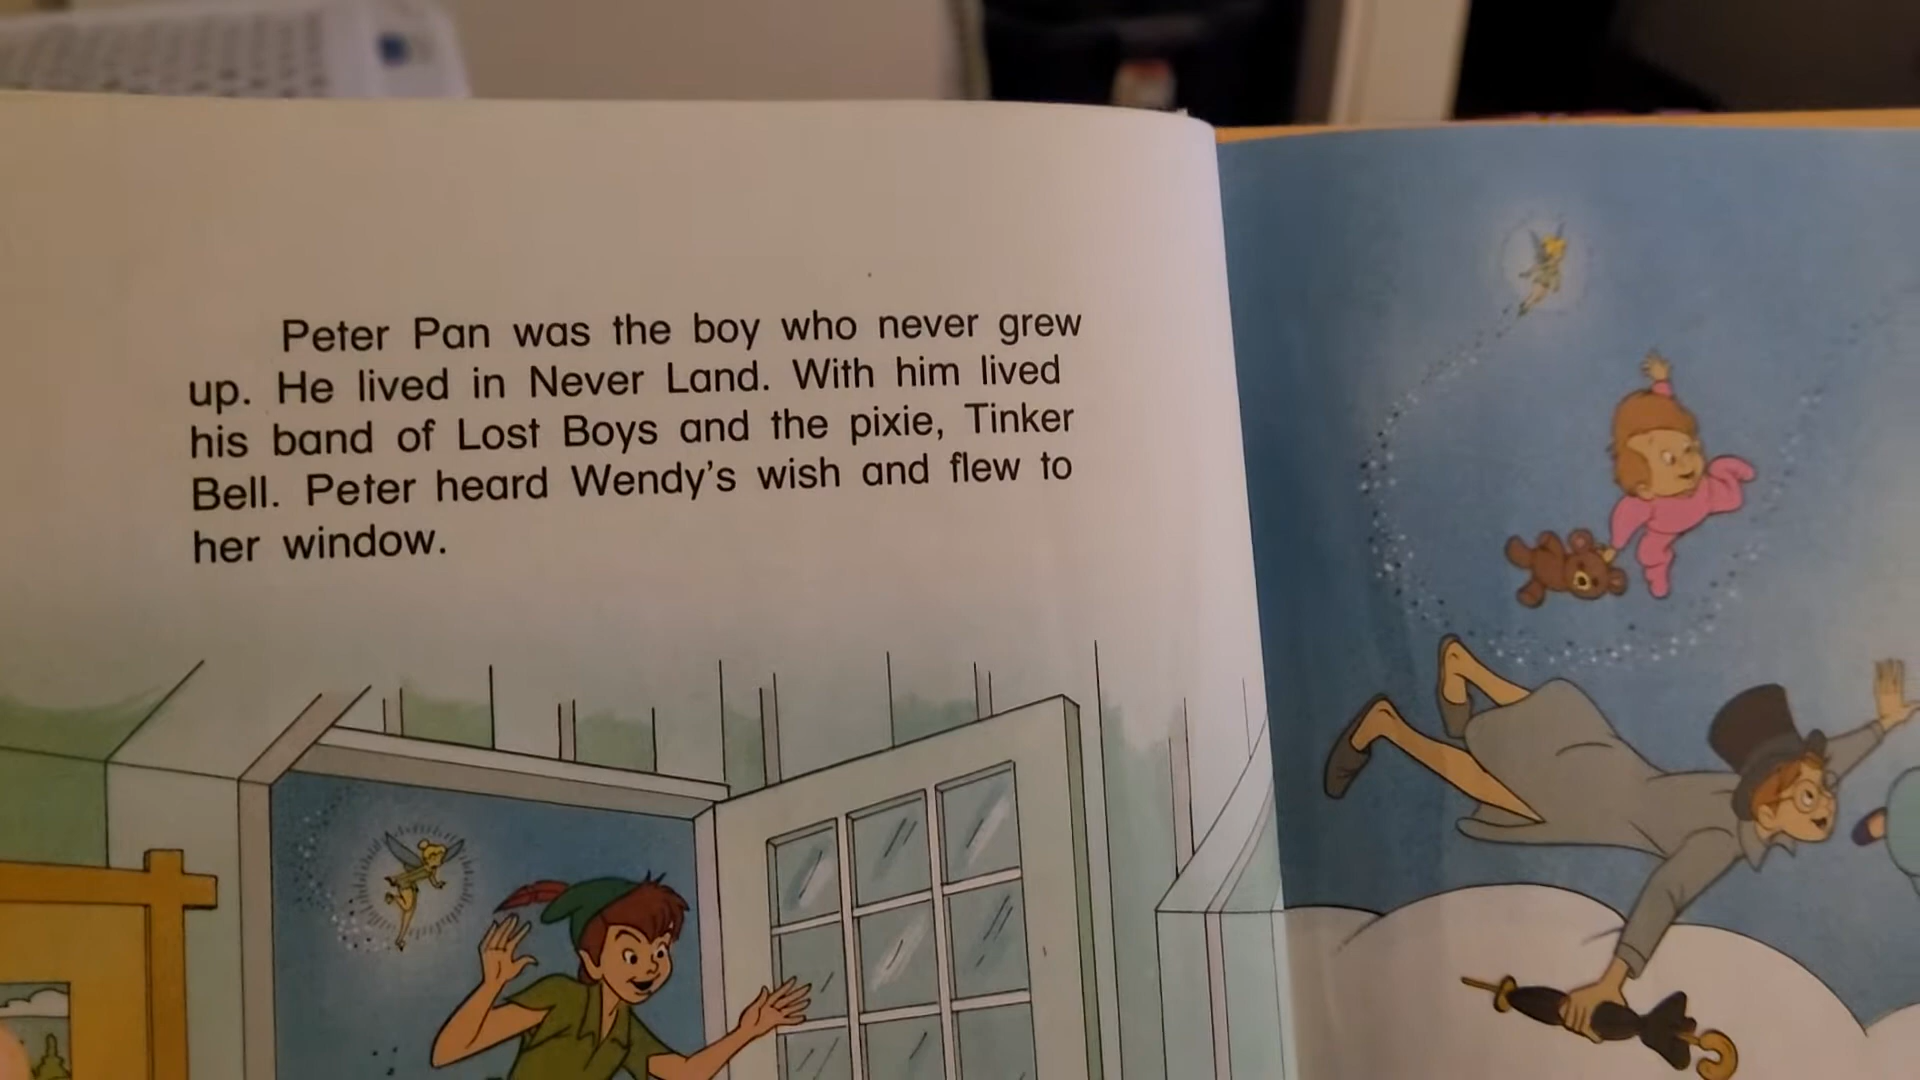 Peter Pan was the boy who never grew
up. He lived in Never Land. With him lived
his band of Lost Boys and the pixie, Tinker
Bell. Peter heard Wendy's wish and flew to
her window.